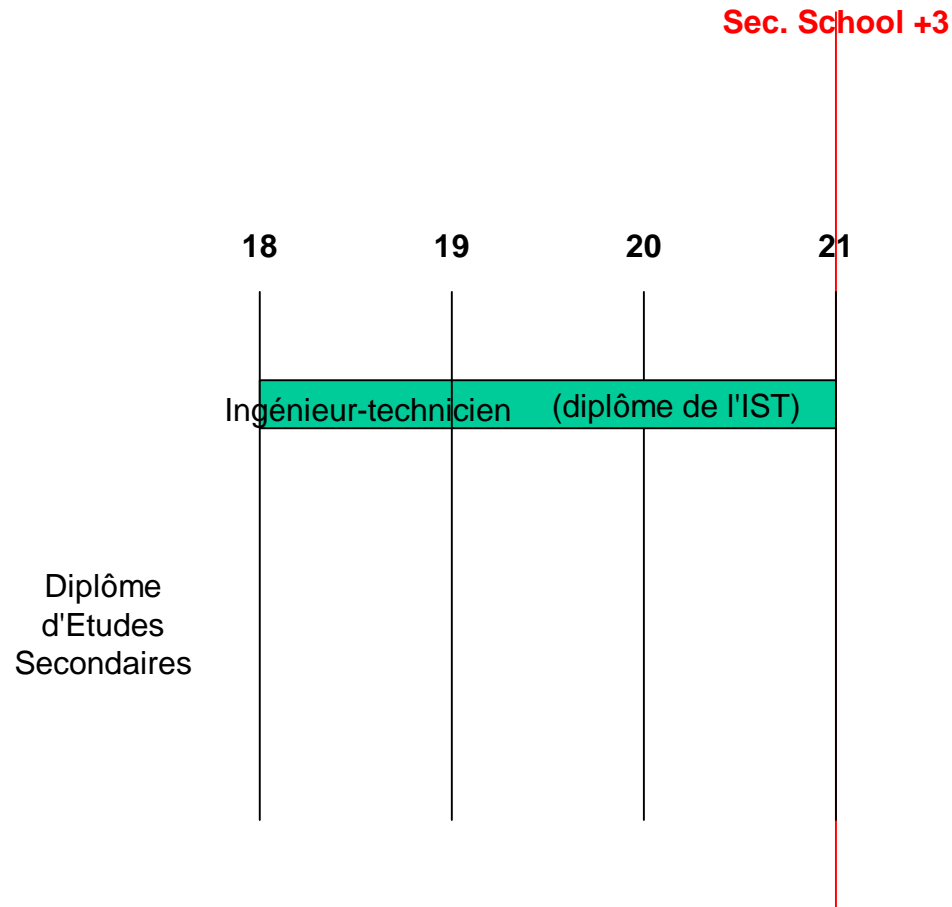 Sec. School +3
18 19 20 21
Ingénieur-technicien (diplôme de l'IST)
Diplôme
d'Etudes
Secondaires